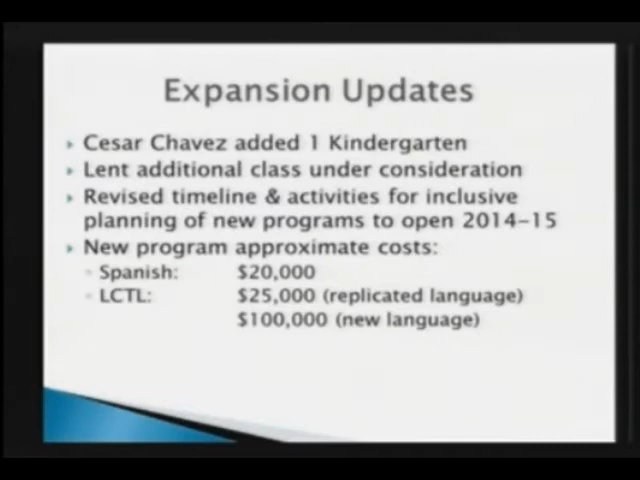 Expansion Updates
Cesar Chavez added 1 Kindergarten
Lent additional class under consideration
Revised timeline & activities for inclusive
planning of new programs to open 2014-15
New program approximate costs:
Spanish: $20,000
LCTL: $25,000 (replicated language)
$100,000 (new language)